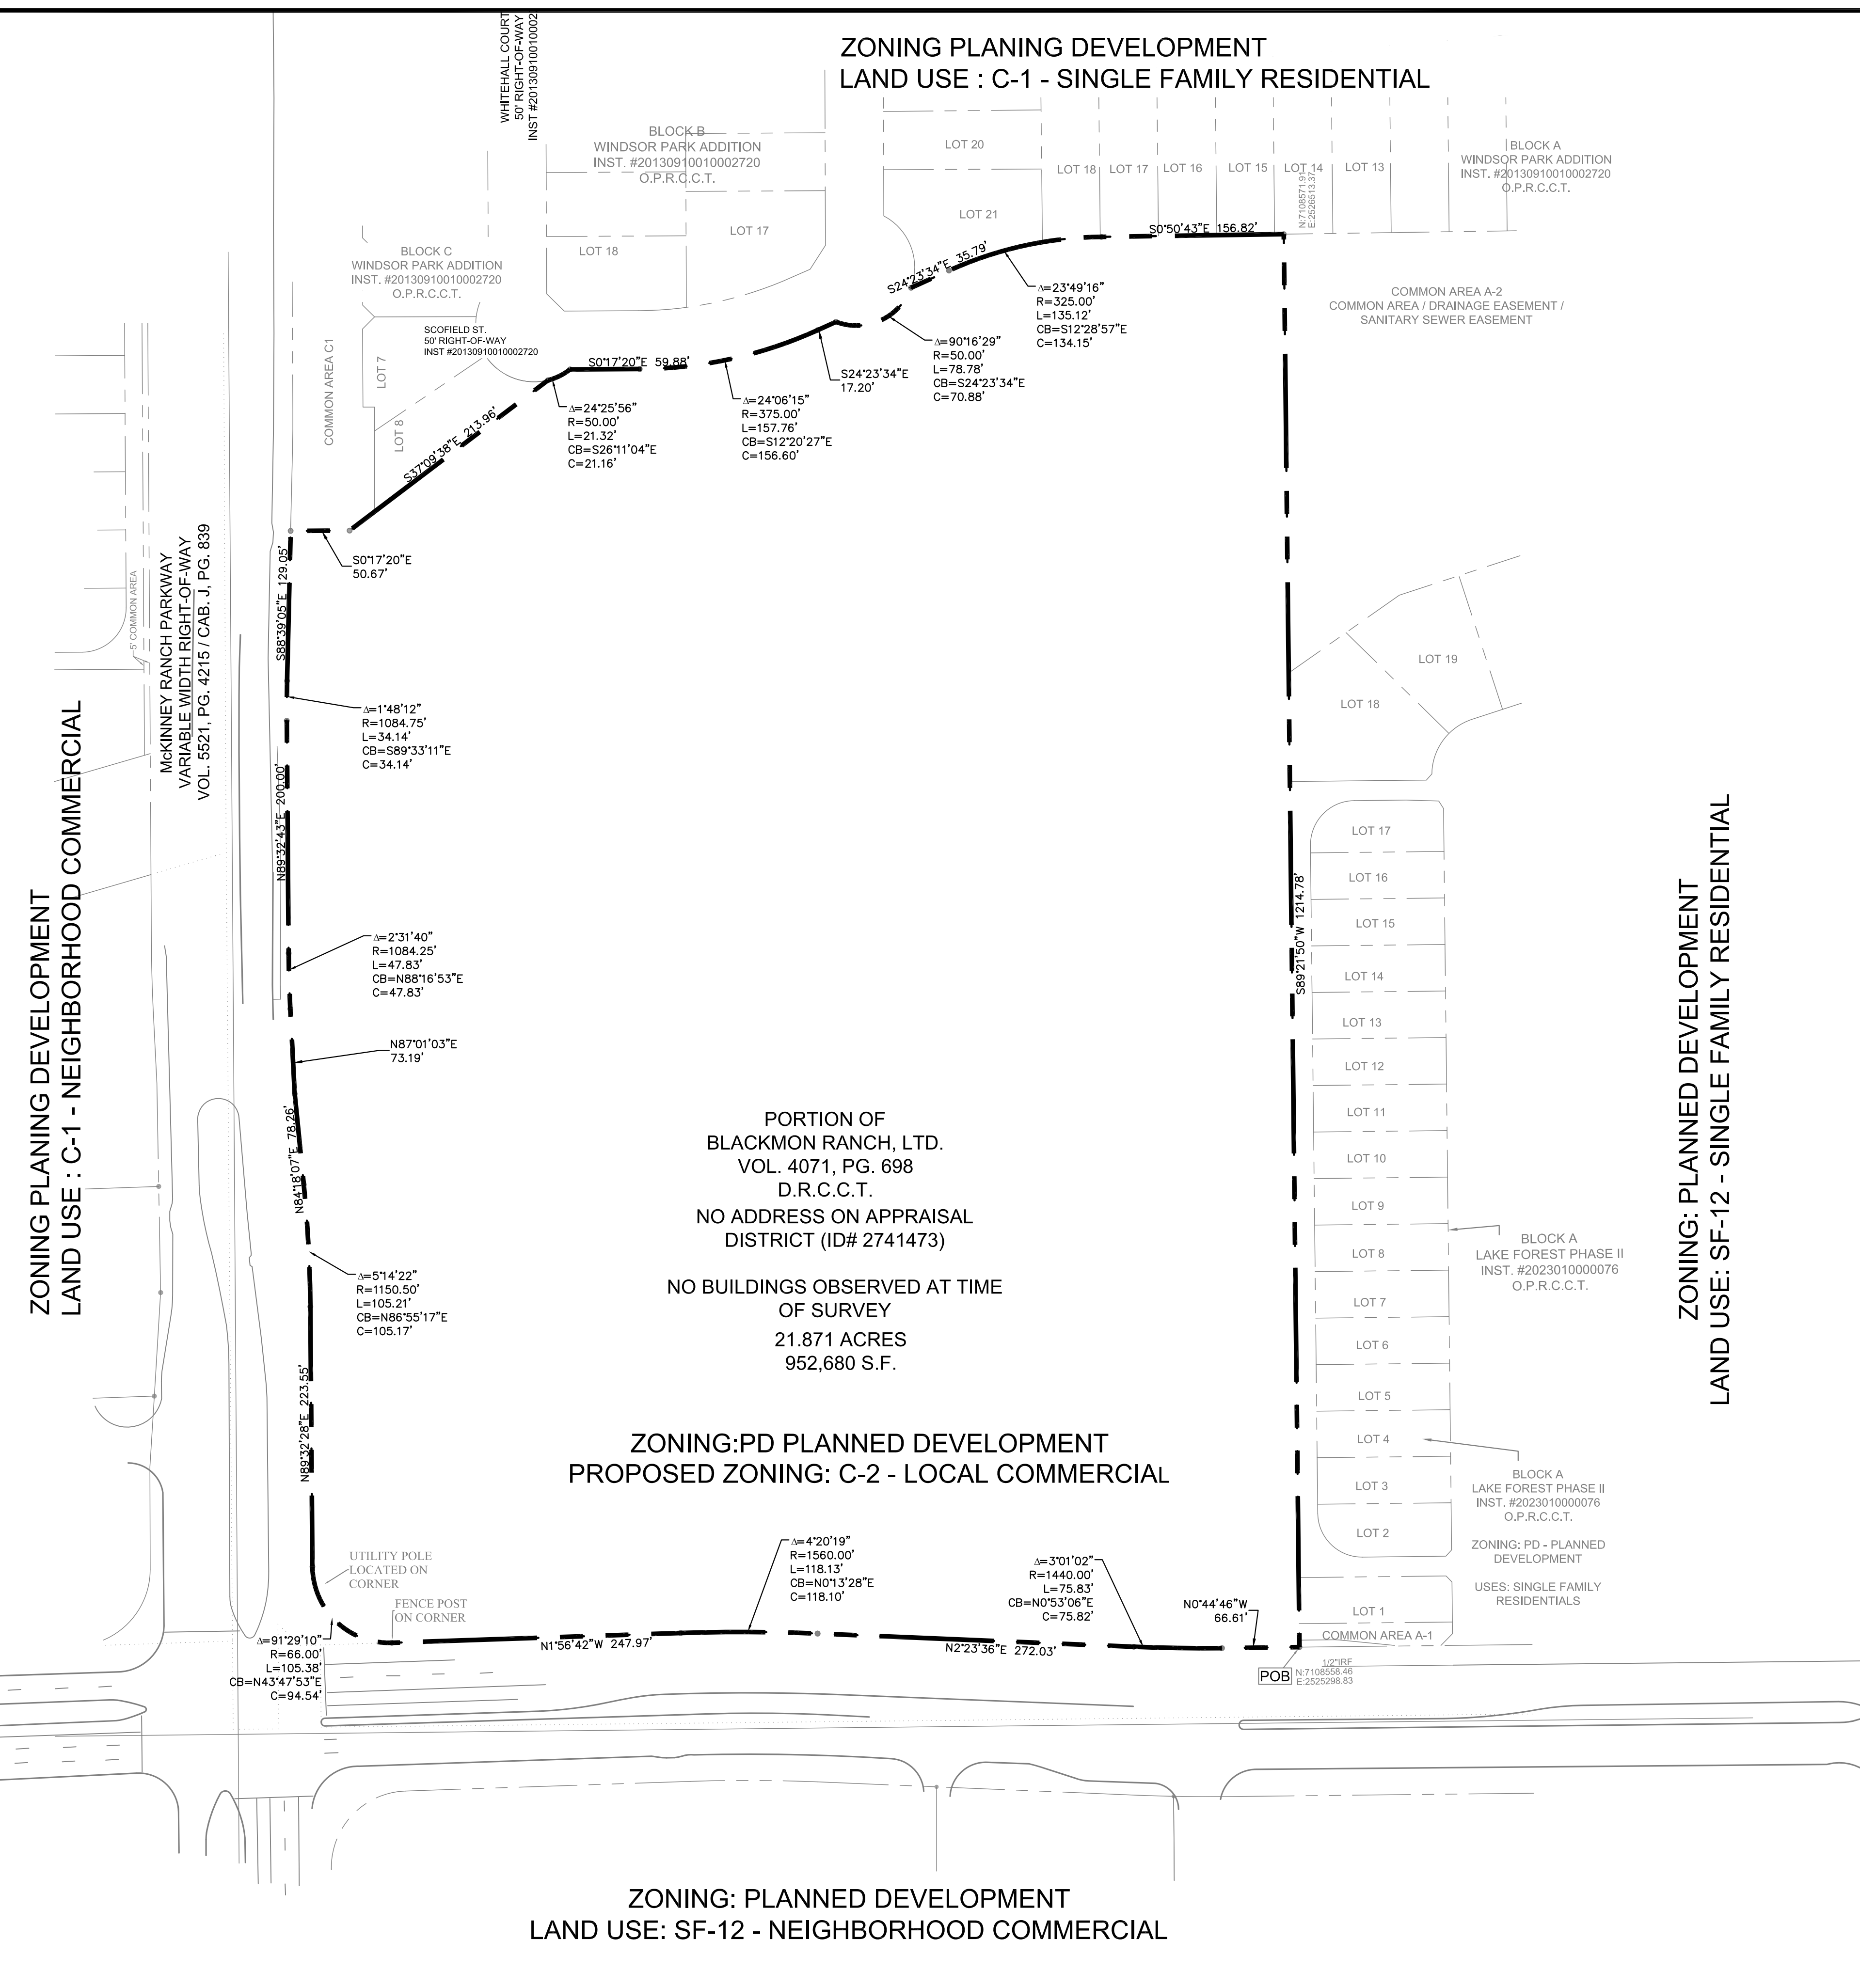 ZONING PLANING DEVELOPMENT
LAND USE : C-1 - SINGLE FAMILY RESIDENTIAL
WHITEHALL COURT
50' RIGHT-OF-WAY
INST #20130910010002
BLOCK B
WINDSOR PARK ADDITION
INST. #20130910010002720
O.P.R.C.C.T.
LOT 20
LOT 18
LOT 17
LOT 16
LOT 15
LOT 14
LOT 13
BLOCK A
WINDSOR PARK ADDITION
INST. #20130910010002720
O.P.R.C.C.T.
N:7108571.91
E:2526513.37
LOT 21
LOT 17
LOT 18
BLOCK C
WINDSOR PARK ADDITION
INST. #20130910010002720
O.P.R.C.C.T.
S0°50'43"E 156.82'
S24°23'34"E 35.79'
Δ=23°49'16"
R=325.00'
L=135.12'
CB=S12°28'57"E
C=134.15'
COMMON AREA A-2
COMMON AREA / DRAINAGE EASEMENT /
SANITARY SEWER EASEMENT
SCOFIELD ST.
50' RIGHT-OF-WAY
INST #20130910010002720
COMMON AREA C1
LOT 7
LOT 8
S0°17'20"E 59.88'
Δ=90°16'29"
R=50.00'
L=78.78'
CB=S24°23'34"E
C=70.88'
S24°23'34"E
17.20'
Δ=24°06'15"
R=375.00'
L=157.76'
CB=S12°20'27"E
C=156.60'
Δ=24°25'56"
R=50.00'
L=21.32'
CB=S26°11'04"E
C=21.16'
S37°09'38"E 213.96'
S0°17'20"E
50.67'
S88°39'05"E 129.05'
McKINNEY RANCH PARKWAY
VARIABLE WIDTH RIGHT-OF-WAY
VOL. 5521, PG. 4215 / CAB. J, PG. 839
5' COMMON AREA
LOT 19
LOT 18
Δ=1°48'12"
R=1084.75'
L=34.14'
CB=S89°33'11"E
C=34.14'
N89°32'43"E 200.00'
ZONING PLANING DEVELOPMENT
LAND USE : C-1 - NEIGHBORHOOD COMMERCIAL
Δ=2°31'40"
R=1084.25'
L=47.83'
CB=N88°16'53"E
C=47.83'
N87°01'03"E
73.19'
N84°18'07"E 78.26'
Δ=5°14'22"
R=1150.50'
L=105.21'
CB=N86°55'17"E
C=105.17'
N89°32'28"E 223.55'
PORTION OF
BLACKMON RANCH, LTD.
VOL. 4071, PG. 698
D.R.C.C.T.
NO ADDRESS ON APPRAISAL
DISTRICT (ID# 2741473)
NO BUILDINGS OBSERVED AT TIME
OF SURVEY
21.871 ACRES
952,680 S.F.
ZONING:PD PLANNED DEVELOPMENT
PROPOSED ZONING: C-2 - LOCAL COMMERCIAL
S89°21'50"W 1214.78'
LOT 17
LOT 16
LOT 15
LOT 14
LOT 13
LOT 12
LOT 11
LOT 10
LOT 9
LOT 8
LOT 7
LOT 6
LOT 5
LOT 4
LOT 3
LOT 2
LOT 1
COMMON AREA A-1
BLOCK A
LAKE FOREST PHASE II
INST. #2023010000076
O.P.R.C.C.T.
BLOCK A
LAKE FOREST PHASE II
INST. #2023010000076
O.P.R.C.C.T.
ZONING: PD - PLANNED
DEVELOPMENT
USES: SINGLE FAMILY
RESIDENTIALS
ZONING: PLANNED DEVELOPMENT
LAND USE: SF-12 - SINGLE FAMILY RESIDENTIAL
UTILITY POLE
LOCATED ON
CORNER
FENCE POST
ON CORNER
Δ=91°29'10"
R=66.00'
L=105.38'
CB=N43°47'53"E
C=94.54'
N1°56'42"W 247.97'
Δ=4°20'19"
R=1560.00'
L=118.13'
CB=N0°13'28"E
C=118.10'
N2°23'36"E 272.03'
Δ=3°01'02"
R=1440.00'
L=75.83'
CB=N0°53'06"E
C=75.82'
N0°44'46"W
66.61'
POB
1/2"IRF
N:7108558.46
E:2525298.83
ZONING: PLANNED DEVELOPMENT
LAND USE: SF-12 - NEIGHBORHOOD COMMERCIAL